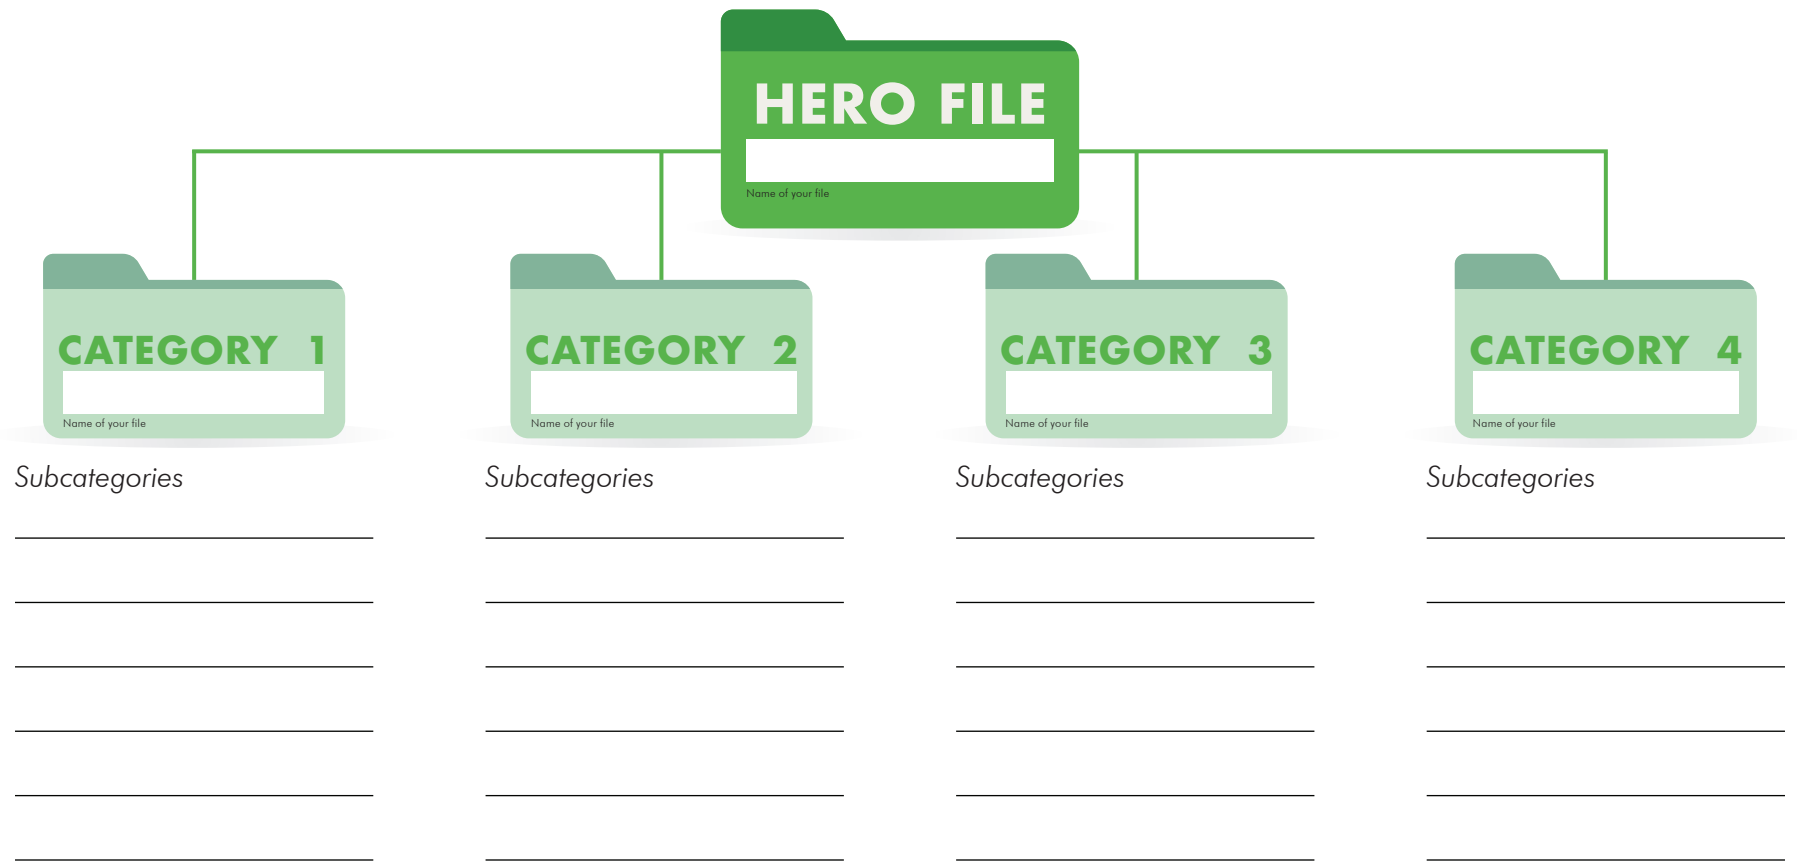 HERO FILE
Name of your file
CATEGORY 1
Name of your file
Subcategories
CATEGORY 2
Name of your file
Subcategories
CATEGORY 3
Name of your file
Subcategories
CATEGORY 4
Name of your file
Subcategories